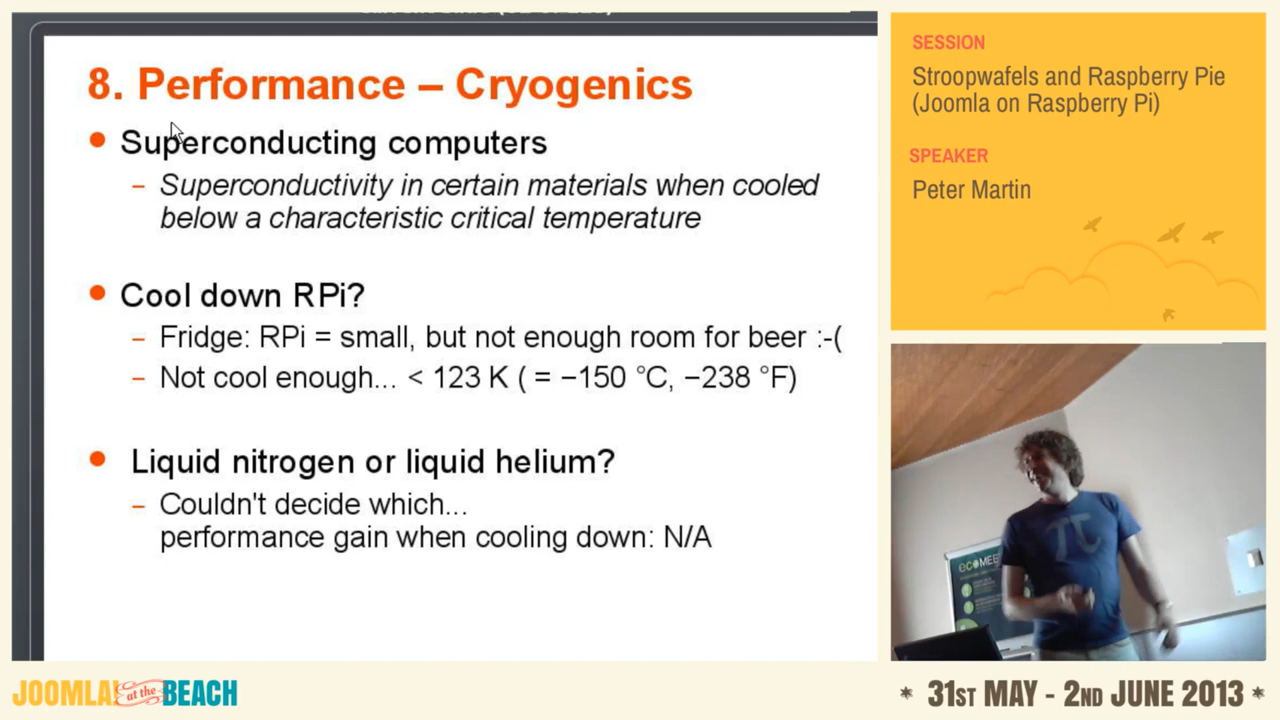 8. Performance – Cryogenics
● Superconducting computers
– Superconductivity in certain materials when cooled
below a characteristic critical temperature
● Cool down RPi?
– Fridge: RPi = small, but not enough room for beer :-(
– Not cool enough... < 123 K ( = −150 °C, −238 °F)
● Liquid nitrogen or liquid helium?
– Couldn't decide which...
performance gain when cooling down: N/A
SESSION
Stroopwafels and Raspberry Pie
(Joomla on Raspberry Pi)
SPEAKER
Peter Martin
π
JOOMLA! at the BEACH
* 31ST MAY - 2ND JUNE 2013 *